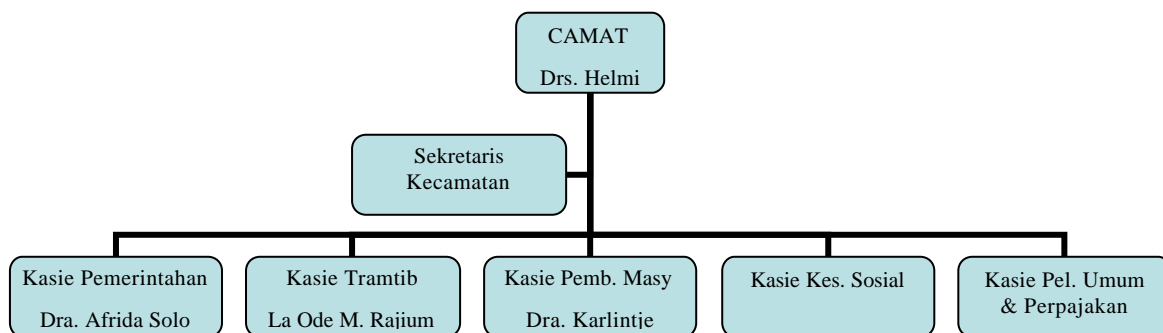 CAMAT
Drs. Helmi
Sekretaris
Kecamatan
Kasie Pemerintahan
Dra. Afrida Solo
Kasie Tramtib
La Ode M. Rajium
Kasie Pemb. Masy
Dra. Karlintje
Kasie Kes. Sosial
Kasie Pel. Umum
& Perpajakan